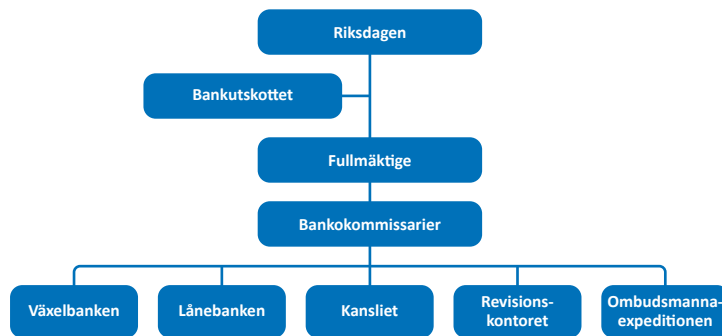 Riksdagen
Bankutskottet
Fullmäktige
Bankokommissarier
Växelbanken
Lånebanken
Kansliet
Revisions-
kontoret
Ombudsmanna-
expeditionen